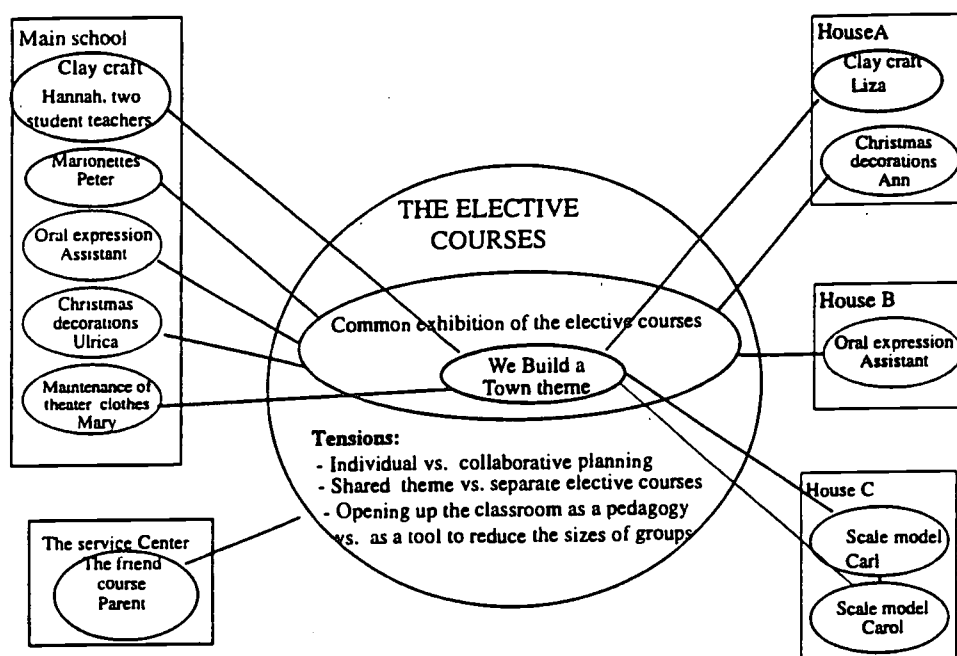 Main school
Clay craft
Hannah, two
student teachers
Marionettes
Peter
Oral expression
Assistant
Christmas
decorations
Ulrica
Maintenance of
theater clothes
Mary
The service Center
The friend
course
Parent
THE ELECTIVE
COURSES
Common exhibition of the elective courses
We Build a
Town theme
Tensions:
- Individual vs. collaborative planning
- Shared theme vs. separate elective courses
- Opening up the classroom as a pedagogy
vs. as a tool to reduce the sizes of groups
HouseA
Clay craft
Liza
Christmas
decorations
Ann
House B
Oral expression
Assistant
House C
Scale model
Carl
Scale model
Carol